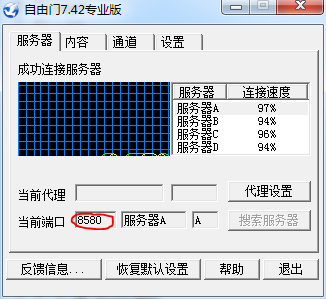 自由门7.42专业版
服务器 内容 通道 设置
成功连接服务器
服务器 连接速度
服务器A 97%
服务器B 94%
服务器C 96%
服务器D 94%
当前代理 代理设置
当前端口 8580 服务器A A 搜索服务器
反馈信息... 恢复默认设置 帮助 退出